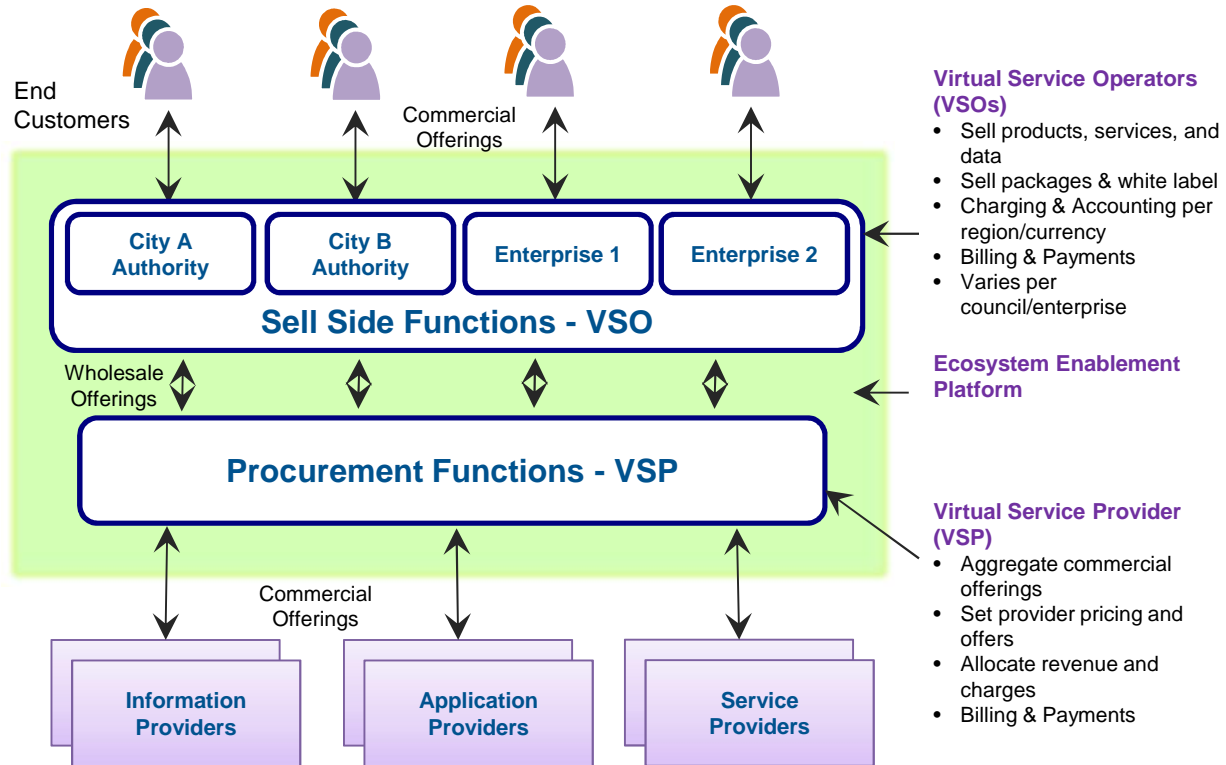 End
Customers
Commercial
Offerings
City A
Authority
City B
Authority
Enterprise 1
Enterprise 2
Sell Side Functions - VSO
Wholesale
Offerings
Procurement Functions - VSP
Commercial
Offerings
Information
Providers
Application
Providers
Service
Providers
Virtual Service Operators
(VSOs)
• Sell products, services, and
data
• Sell packages & white label
• Charging & Accounting per
region/currency
• Billing & Payments
• Varies per
council/enterprise
Ecosystem Enablement
Platform
Virtual Service Provider
(VSP)
• Aggregate commercial
offerings
• Set provider pricing and
offers
• Allocate revenue and
charges
• Billing & Payments